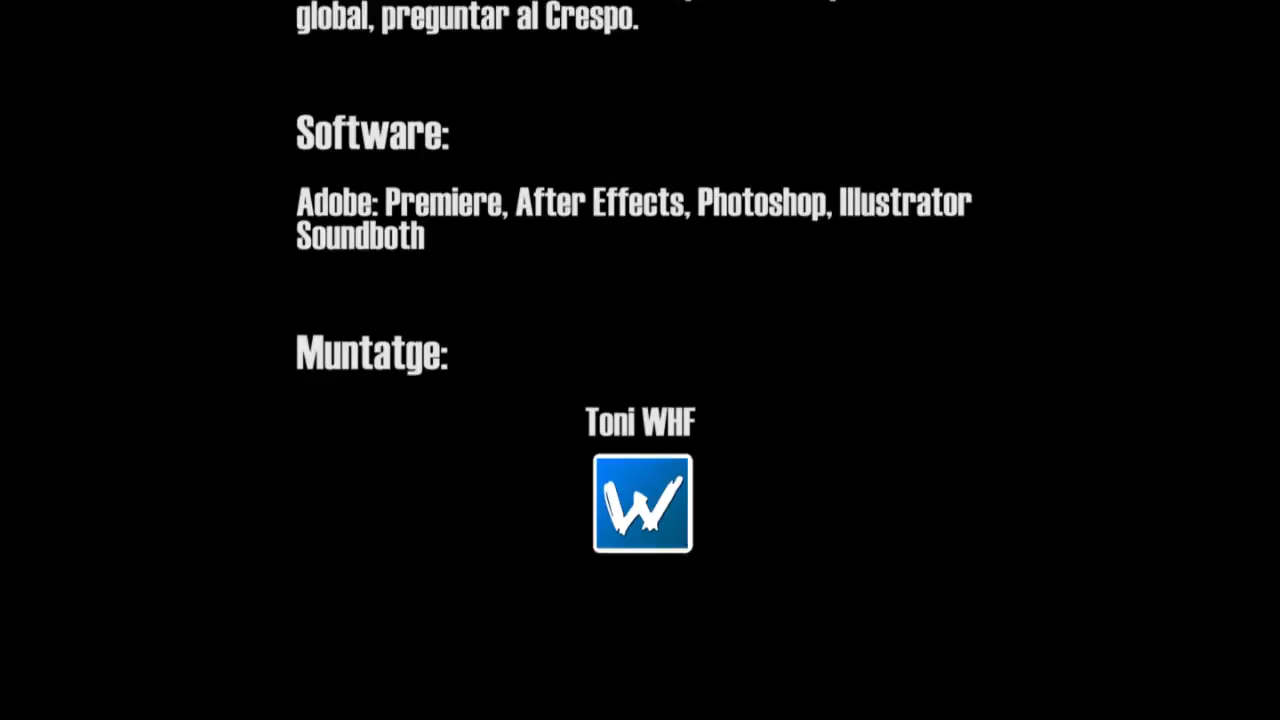 global, preguntar al Crespo.
Software:
Adobe: Premiere, After Effects, Photoshop, Illustrator
Soundboth
Muntatge:
Toni WHF
W